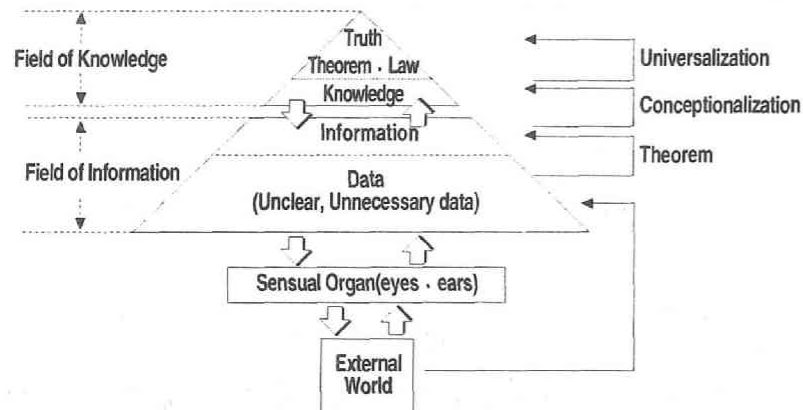 Truth
Field of Knowledge
Theorem · Law
Universalization
Knowledge
Conceptionalization
Information
Theorem
Field of Information
Data
(Unclear, Unnecessary data)
Sensual Organ(eyes · ears)
External
World